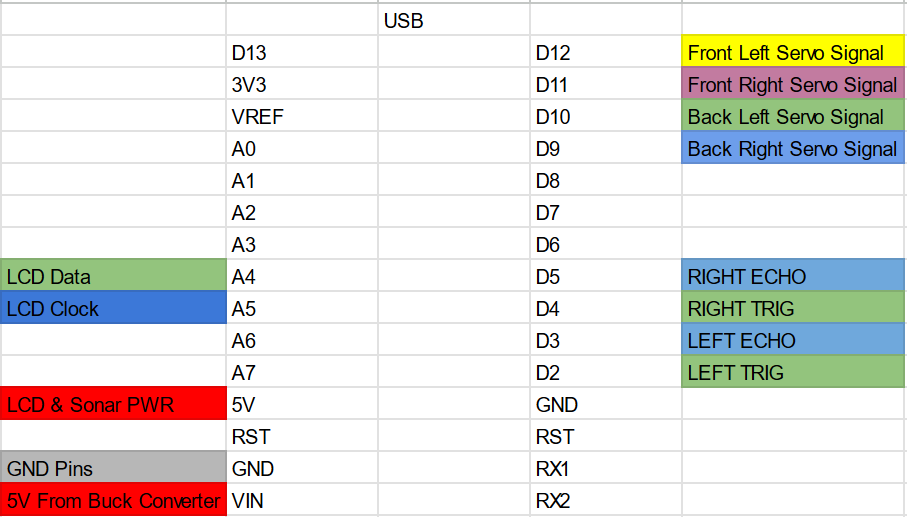 USB
D13 D12 Front Left Servo Signal
3V3 D11 Front Right Servo Signal
VREF D10 Back Left Servo Signal
A0 D9 Back Right Servo Signal
A1 D8
A2 D7
A3 D6
LCD Data A4 D5 RIGHT ECHO
LCD Clock A5 D4 RIGHT TRIG
A6 D3 LEFT ECHO
A7 D2 LEFT TRIG
LCD & Sonar PWR 5V GND
RST RST
GND Pins GND RX1
5V From Buck Converter VIN RX2